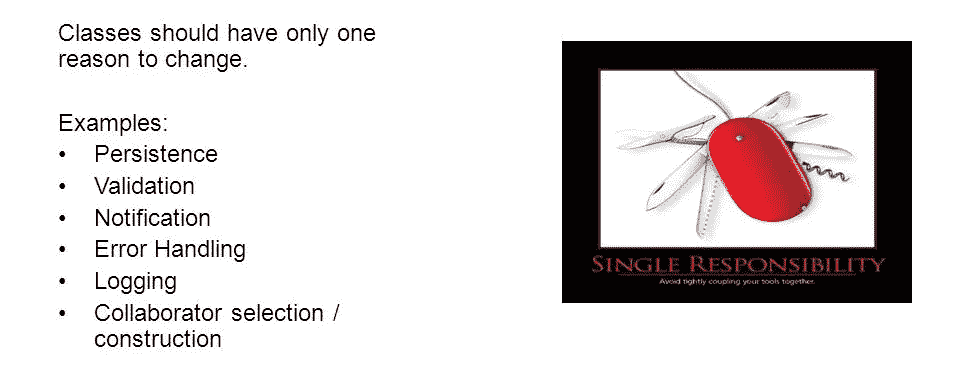 Classes should have only one
reason to change.
Examples:
• Persistence
• Validation
• Notification
• Error Handling
• Logging
• Collaborator selection /
construction
SINGLE RESPONSIBILITY
Avoid tightly coupling your tools together.